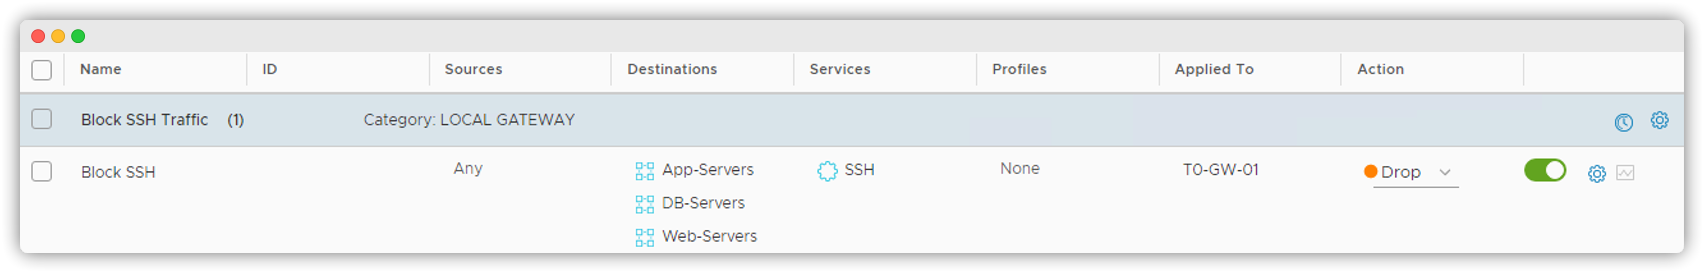 Name ID Sources Destinations Services Profiles Applied To Action
Block SSH Traffic (1) Category: LOCAL GATEWAY
Block SSH Any App-Servers SSH None T0-GW-01 Drop
DB-Servers
Web-Servers